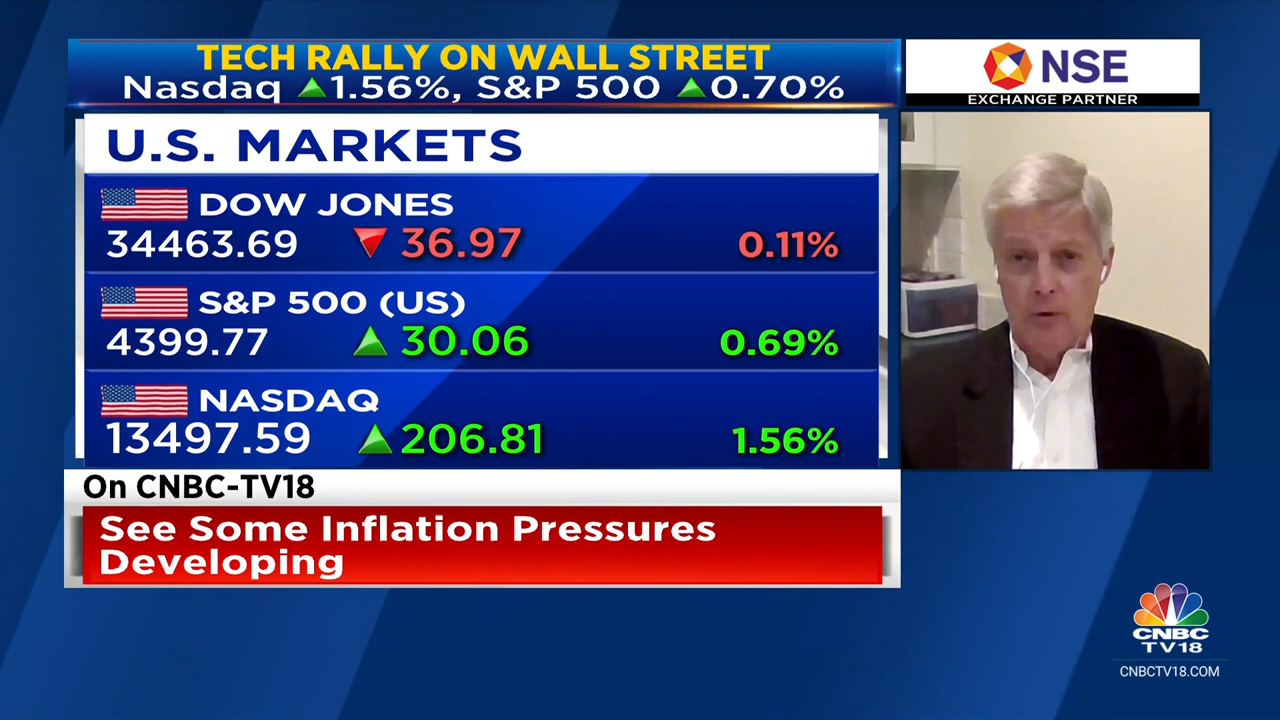 TECH RALLY ON WALL STREET
Nasdaq ▲1.56%, S&P 500 ▲0.70%
NSE
EXCHANGE PARTNER
U.S. MARKETS
DOW JONES
34463.69 ▼ 36.97 0.11%
S&P 500 (US)
4399.77 ▲ 30.06 0.69%
NASDAQ
13497.59 ▲ 206.81 1.56%
On CNBC-TV18
See Some Inflation Pressures
Developing
CNBC
TV18
CNBCTV18.COM